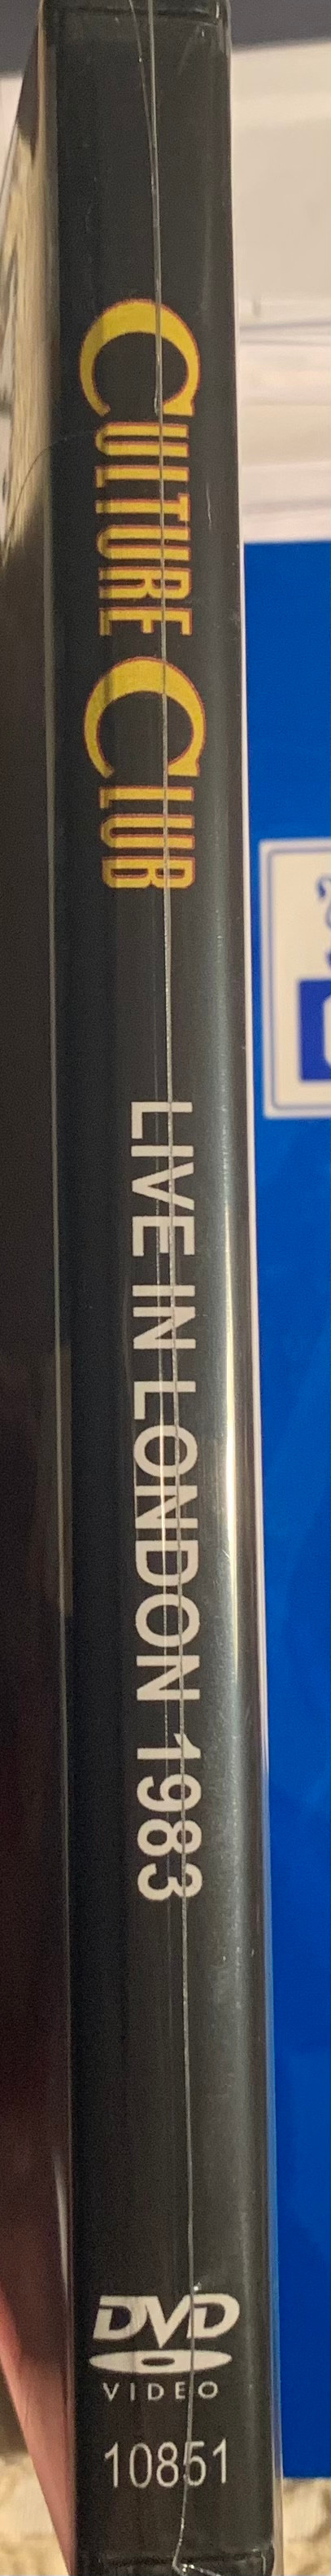 CULTURE CLUB
LIVE IN LONDON 1983
DVD
VIDEO
10851